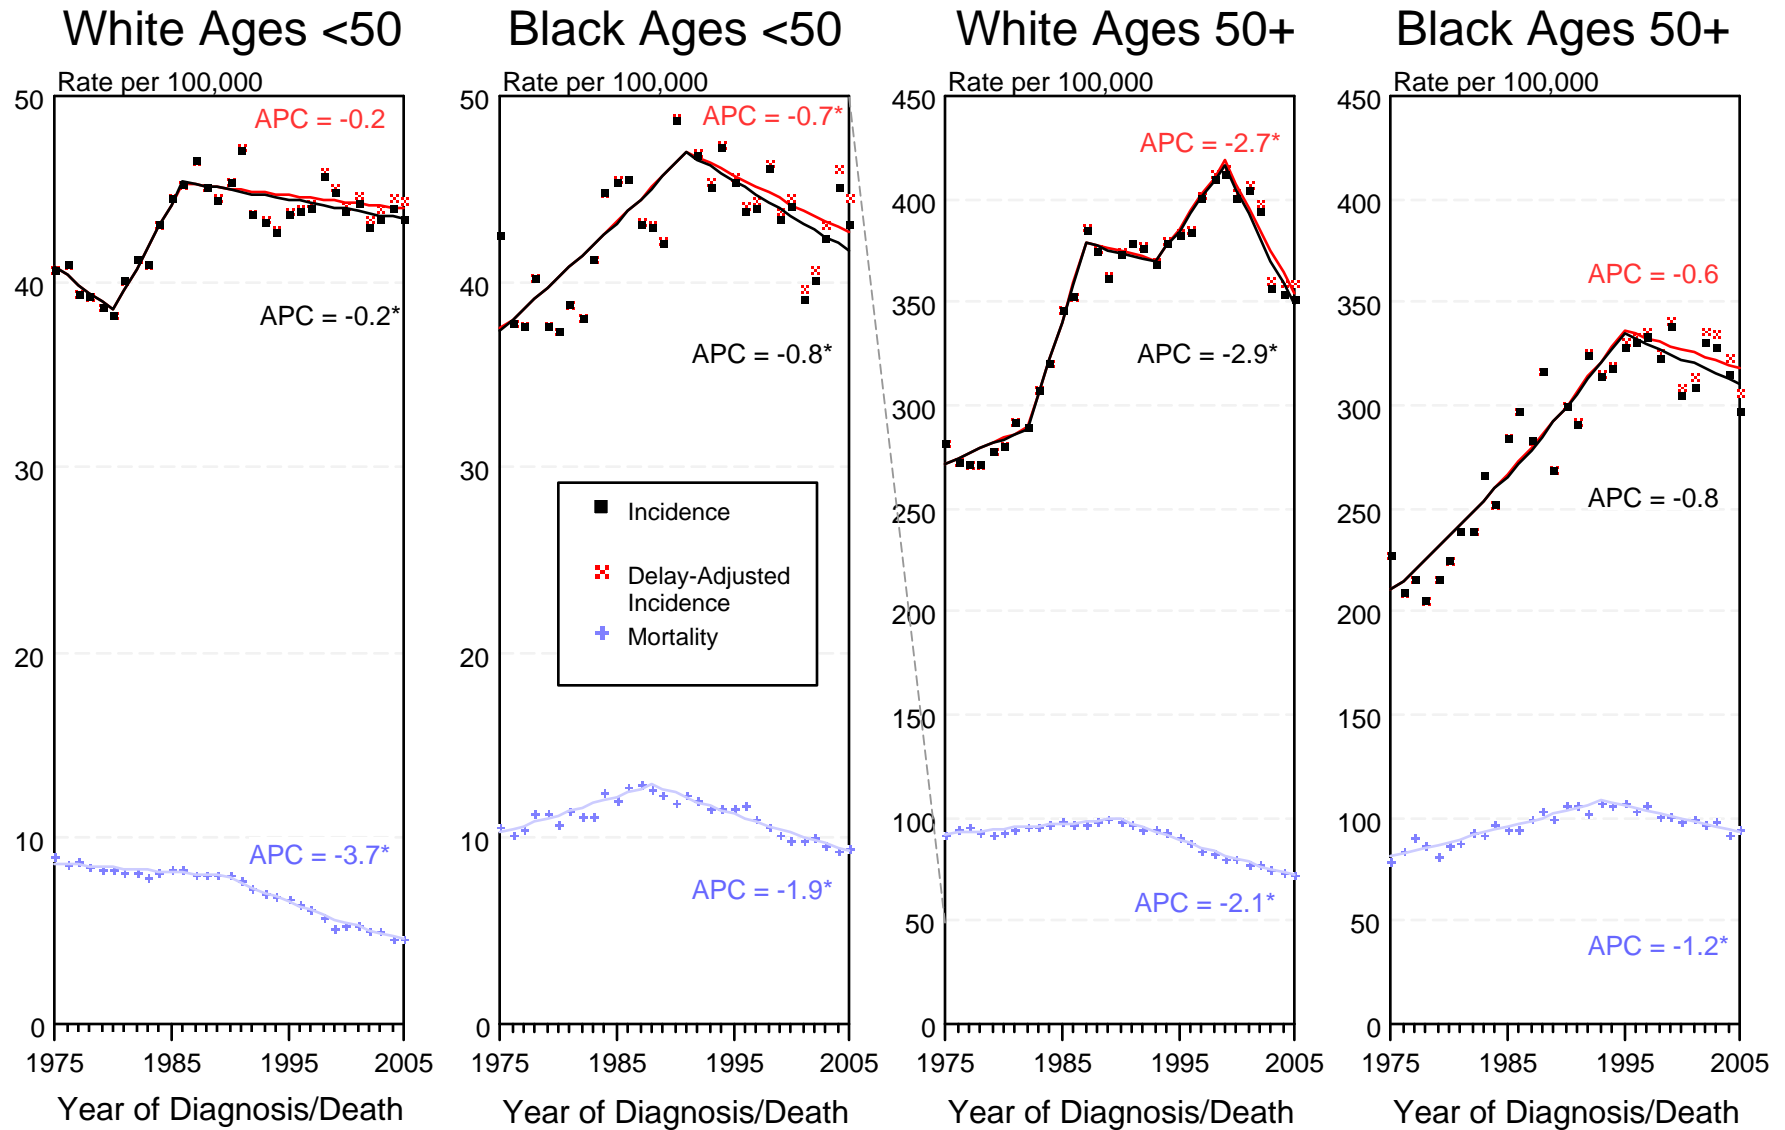 White Ages <50
Rate per 100,000
50
40
30
20
10
0
APC = -0.2
APC = -0.2*
APC = -3.7*
1975 1985 1995 2005
Year of Diagnosis/Death
Black Ages <50
Rate per 100,000
50
40
30
20
10
0
APC = -0.7*
APC = -0.8*
Incidence
Delay-Adjusted
Incidence
Mortality
APC = -1.9*
1975 1985 1995 2005
Year of Diagnosis/Death
White Ages 50+
Rate per 100,000
450
400
350
300
250
200
150
100
50
0
APC = -2.7*
APC = -2.9*
APC = -2.1*
1975 1985 1995 2005
Year of Diagnosis/Death
Black Ages 50+
Rate per 100,000
450
400
350
300
250
200
150
100
50
0
APC = -0.6
APC = -0.8
APC = -1.2*
1975 1985 1995 2005
Year of Diagnosis/Death